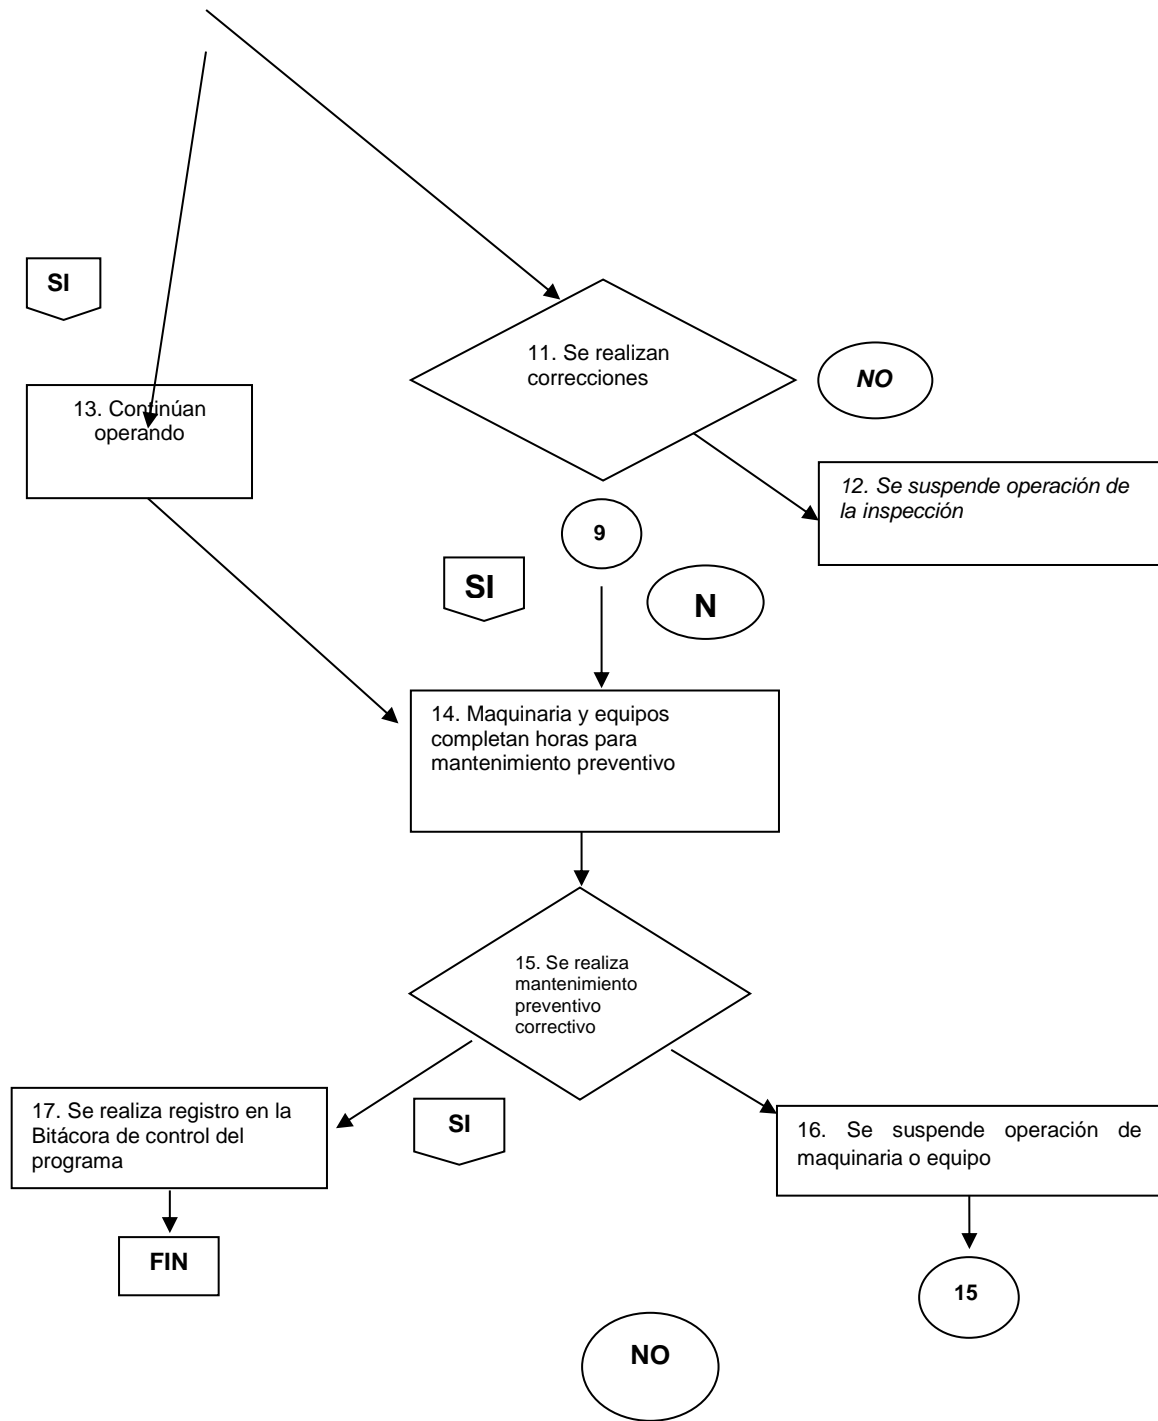 SI
11. Se realizan
correcciones
NO
13. Continúan
operando
12. Se suspende operación de
la inspección
9
SI
N
14. Maquinaria y equipos
completan horas para
mantenimiento preventivo
15. Se realiza
mantenimiento
preventivo
correctivo
17. Se realiza registro en la
Bitácora de control del
programa
SI
16. Se suspende operación de
maquinaria o equipo
FIN
15
NO